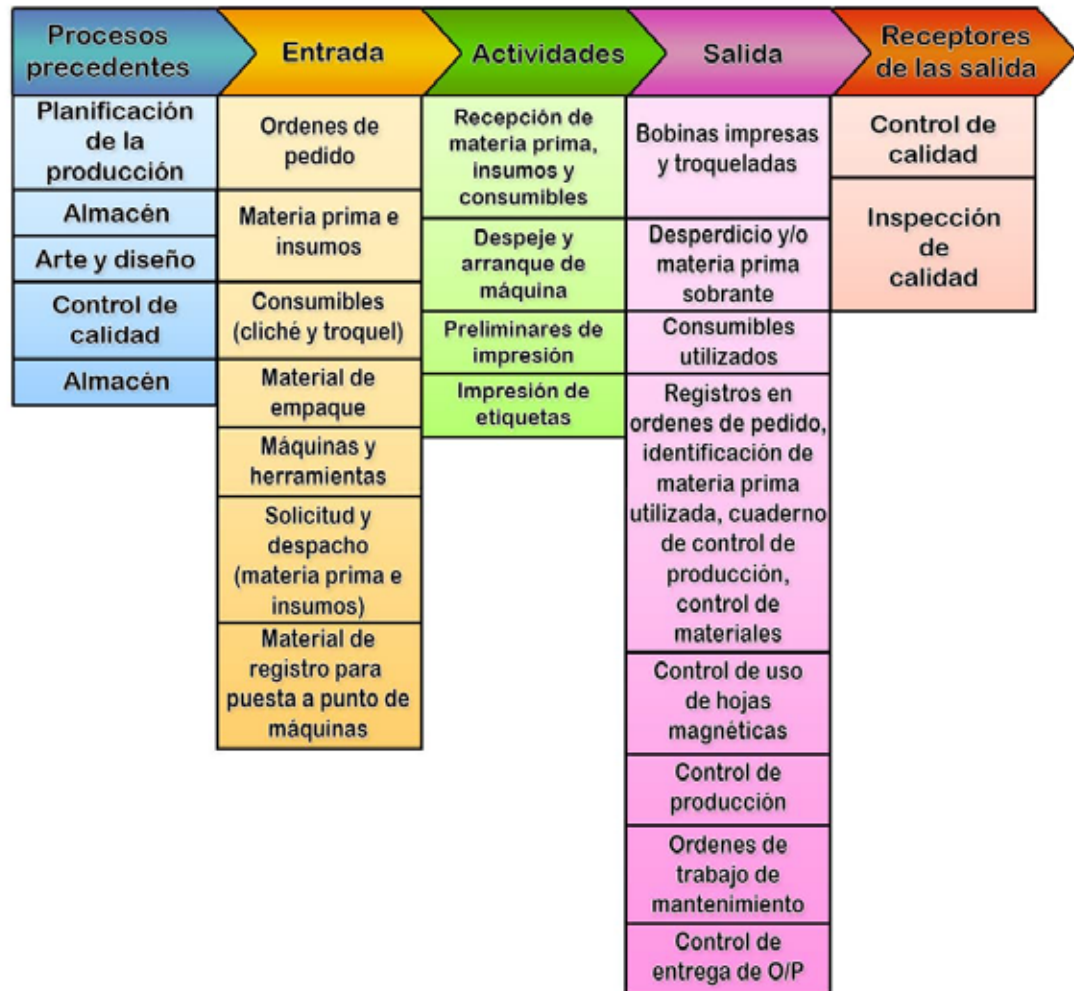 Procesos
precedentes
Entrada
Actividades
Salida
Receptores
de las salida
Planificación
de la
producción
Almacén
Arte y diseño
Control de
calidad
Almacén
Ordenes de
pedido
Materia prima e
insumos
Consumibles
(cliché y troquel)
Material de
empaque
Máquinas y
herramientas
Solicitud y
despacho
(materia prima e
insumos)
Material de
registro para
puesta a punto de
máquinas
Recepción de
materia prima,
insumos y
consumibles
Despeje y
arranque de
máquina
Preliminares de
impresión
Impresión de
etiquetas
Bobinas impresas
y troqueladas
Desperdicio y/o
materia prima
sobrante
Consumibles
utilizados
Registros en
ordenes de pedido,
identificación de
materia prima
utilizada, cuaderno
de control de
producción,
control de
materiales
Control de uso
de hojas
magnéticas
Control de
producción
Ordenes de
trabajo de
mantenimiento
Control de
entrega de O/P
Control de
calidad
Inspección
de
calidad